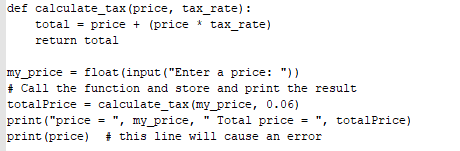 def calculate_tax(price, tax_rate):
    total = price + (price * tax_rate)
    return total

my_price = float(input("Enter a price: "))
# Call the function and store and print the result
totalPrice = calculate_tax(my_price, 0.06)
print("price = ", my_price, " Total price = ", totalPrice)
print(price)  # this line will cause an error